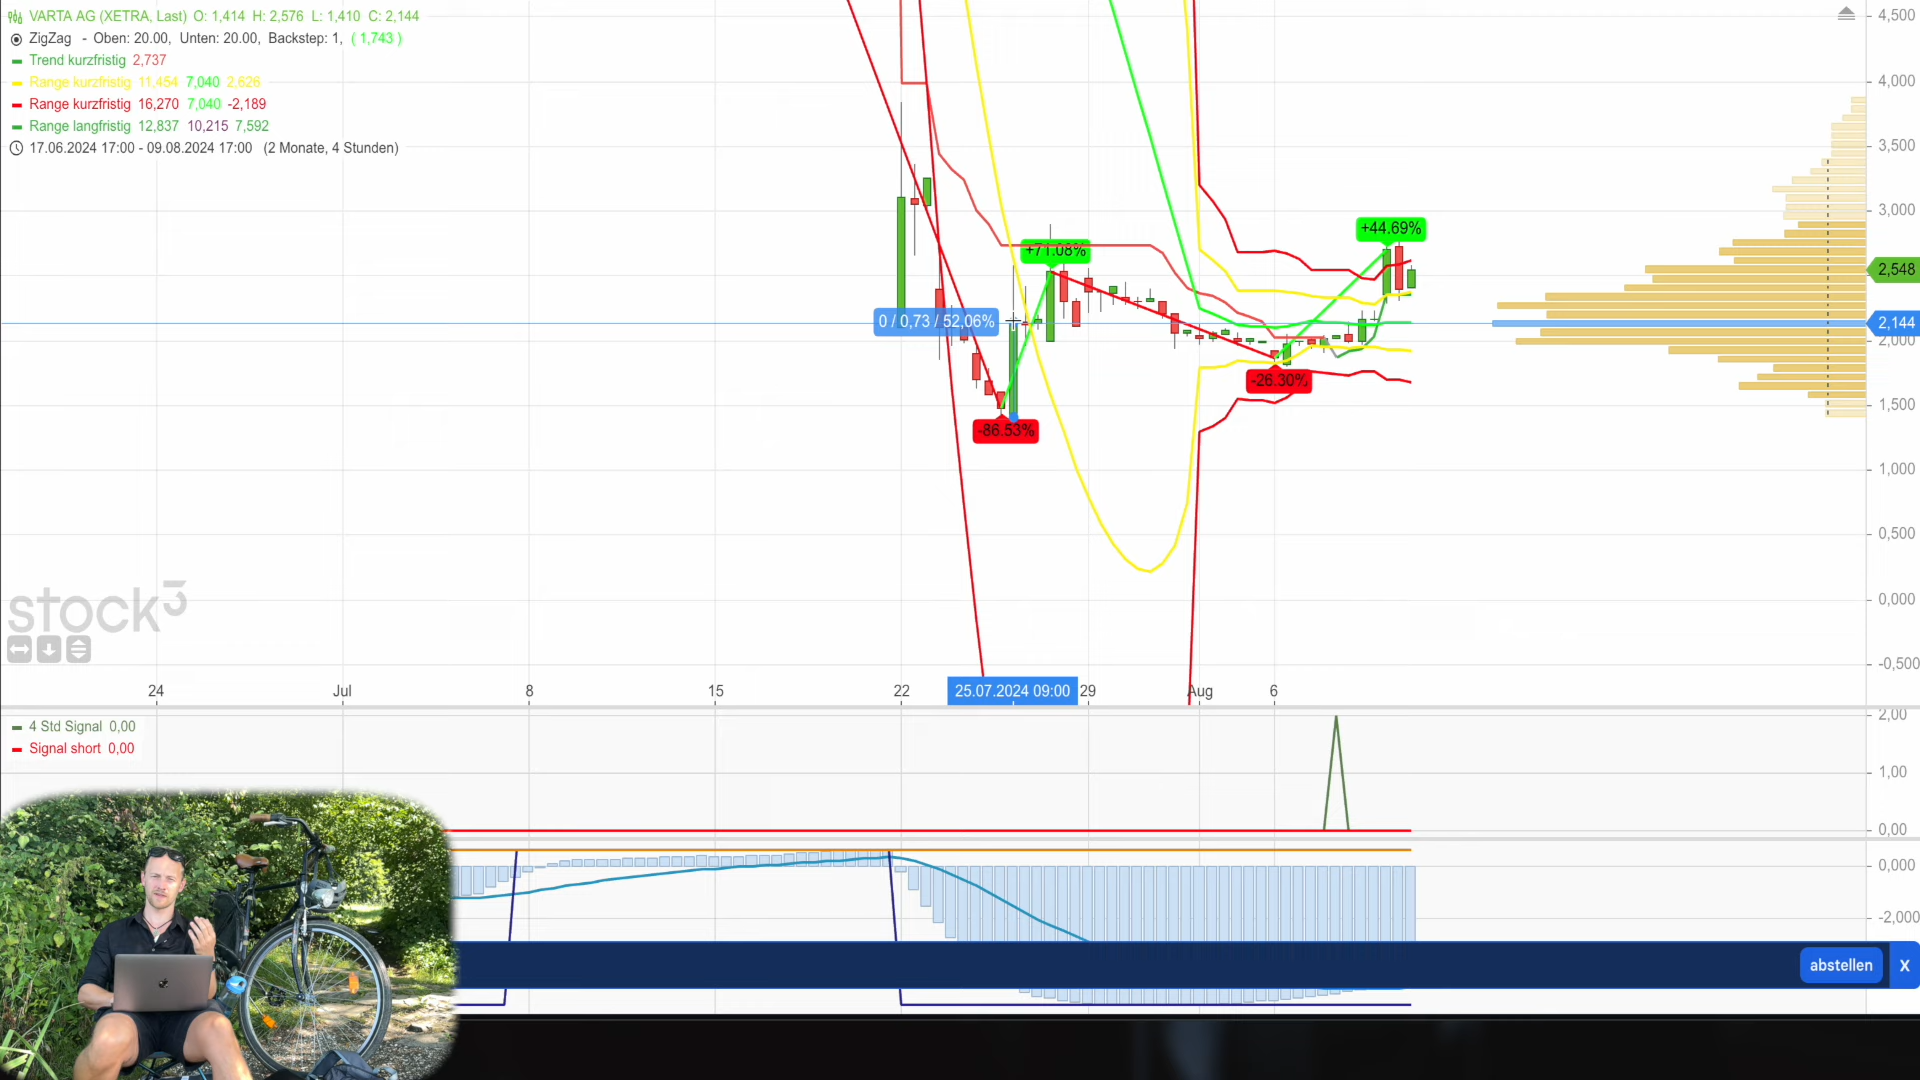 VARTA AG (XETRA, Last) O: 1,414 H: 2,576 L: 1,410 C: 2,144
ZigZag - Oben: 20.00, Unten: 20.00, Backstep: 1, ( 1,743 )
Trend kurzfristig 2,737
Range kurzfristig 11,454 7,040 2,626
Range kurzfristig 16,270 7,040 -2,189
Range langfristig 12,837 10,215 7,592
17.06.2024 17:00 - 09.08.2024 17:00 (2 Monate, 4 Stunden)
4,500
4,000
3,500
3,000
2,548
2,144
2,000
1,500
1,000
0,500
0,000
-0,500
+44.69%
+71.08%
0 / 0,73 / 52,06%
-26.30%
-86.53%
stock3
24
Jul
8
15
22
25.07.2024 09:00
29
Aug
6
4 Std Signal 0,00
Signal short 0,00
2,00
1,00
0,00
0,000
-2,000
abstellen
X